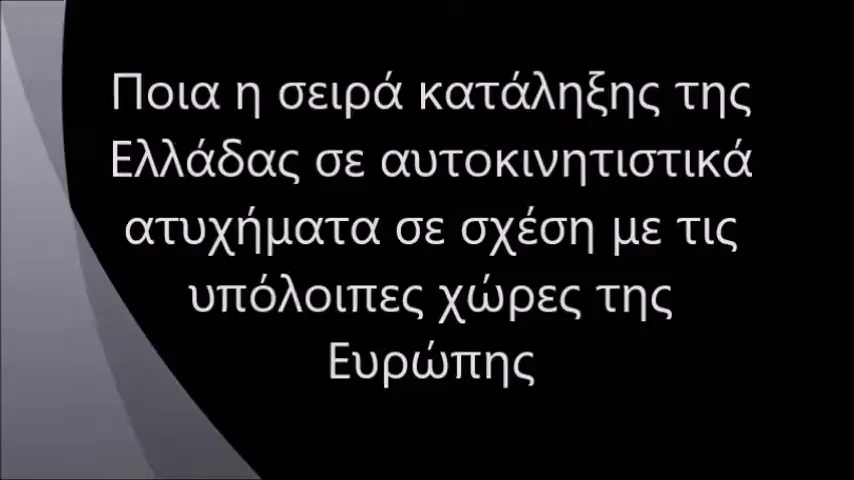 Ποια η σειρά κατάληξης της
Ελλάδας σε αυτοκινητιστικά
ατυχήματα σε σχέση με τις
υπόλοιπες χώρες της
Ευρώπης